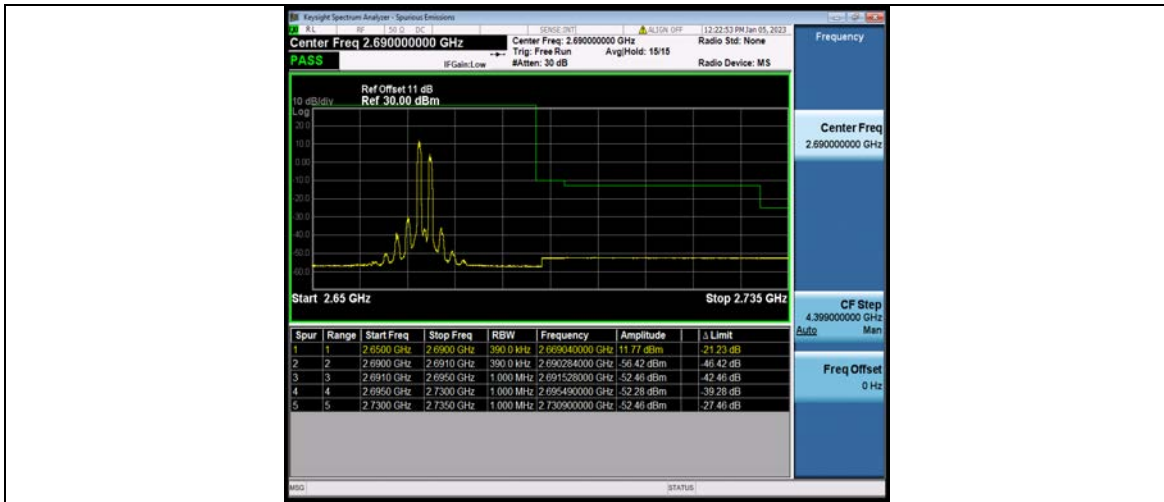 Keysight Spectrum Analyzer - Spurious Emissions
RL RF 50 Ω DC SENSE:INT ALIGN OFF 12:22:53 PM Jan 05, 2023
Center Freq 2.690000000 GHz Center Freq: 2.690000000 GHz Radio Std: None
Trig: Free Run Avg|Hold: 15/15
PASS IFGain:Low #Atten: 30 dB Radio Device: MS
Ref Offset 11 dB
10 dB/div Ref 30.00 dBm
Log
20.0
10.0
0.00
-10.0
-20.0
-30.0
-40.0
-50.0
-60.0
Start 2.65 GHz Stop 2.735 GHz
Spur Range Start Freq Stop Freq RBW Frequency Amplitude Δ Limit
1 1 2.6500 GHz 2.6900 GHz 390.0 kHz 2.669040000 GHz 11.77 dBm -21.23 dB
2 2 2.6900 GHz 2.6910 GHz 390.0 kHz 2.690284000 GHz -56.42 dBm -46.42 dB
3 3 2.6910 GHz 2.6950 GHz 1.000 MHz 2.691528000 GHz -52.46 dBm -42.46 dB
4 4 2.6950 GHz 2.7300 GHz 1.000 MHz 2.695490000 GHz -52.28 dBm -39.28 dB
5 5 2.7300 GHz 2.7350 GHz 1.000 MHz 2.730900000 GHz -52.46 dBm -27.46 dB
MSG STATUS
Frequency
Center Freq
2.690000000 GHz
CF Step
4.399000000 GHz
Auto Man
Freq Offset
0 Hz